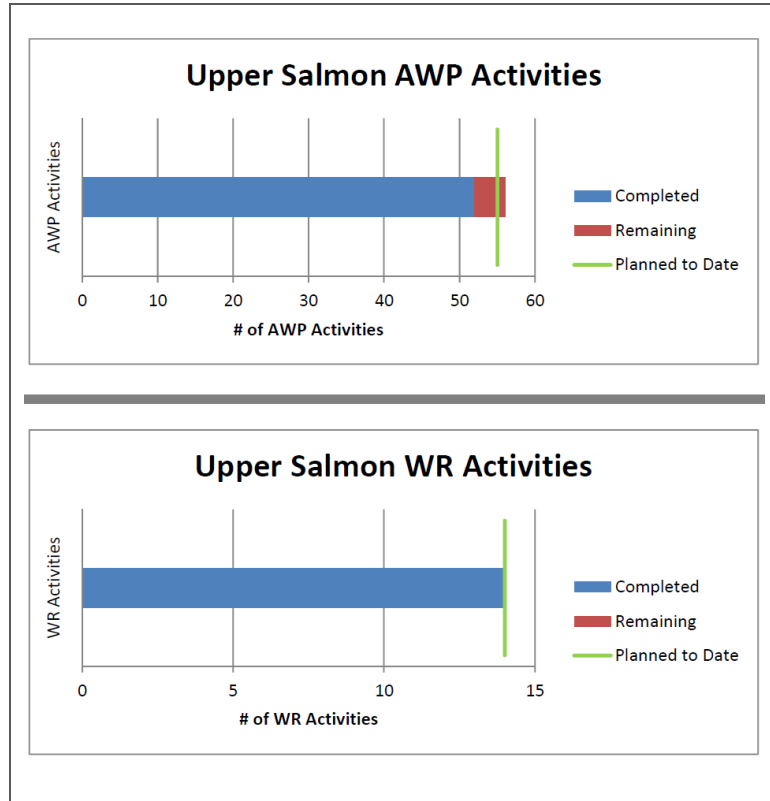 Upper Salmon AWP Activities
AWP Activities
Completed
Remaining
Planned to Date
0 10 20 30 40 50 60
# of AWP Activities
Upper Salmon WR Activities
WR Activities
Completed
Remaining
Planned to Date
0 5 10 15
# of WR Activities